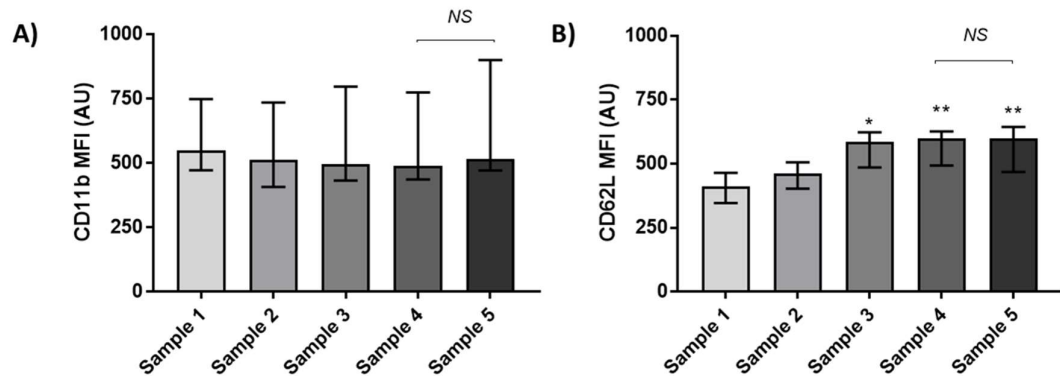 A)
NS
CD11b MFI (AU)
1000
750
500
250
0
Sample 1
Sample 2
Sample 3
Sample 4
Sample 5
B)
NS
CD62L MFI (AU)
1000
750
500
250
0
*
**
**
Sample 1
Sample 2
Sample 3
Sample 4
Sample 5